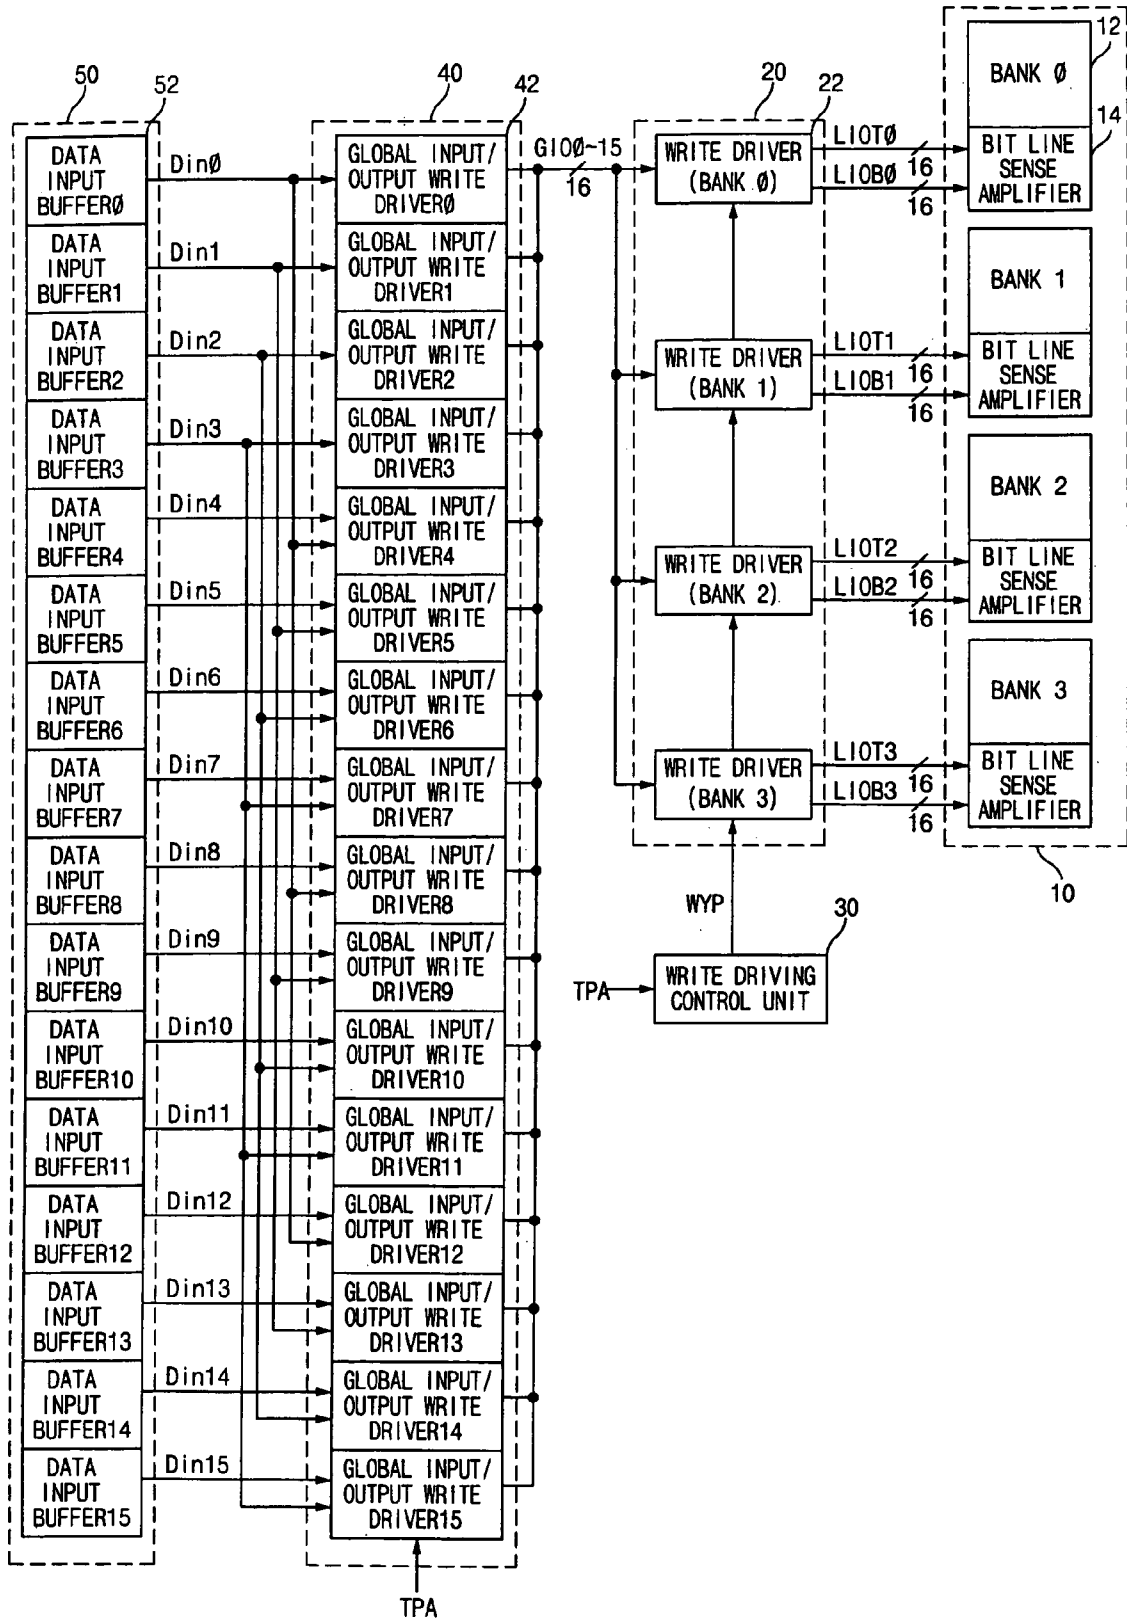 50
52
DATA
INPUT
BUFFER0
DATA
INPUT
BUFFER1
DATA
INPUT
BUFFER2
DATA
INPUT
BUFFER3
DATA
INPUT
BUFFER4
DATA
INPUT
BUFFER5
DATA
INPUT
BUFFER6
DATA
INPUT
BUFFER7
DATA
INPUT
BUFFER8
DATA
INPUT
BUFFER9
DATA
INPUT
BUFFER10
DATA
INPUT
BUFFER11
DATA
INPUT
BUFFER12
DATA
INPUT
BUFFER13
DATA
INPUT
BUFFER14
DATA
INPUT
BUFFER15
Din0
Din1
Din2
Din3
Din4
Din5
Din6
Din7
Din8
Din9
Din10
Din11
Din12
Din13
Din14
Din15
40
42
GLOBAL INPUT/
OUTPUT WRITE
DRIVER0
GLOBAL INPUT/
OUTPUT WRITE
DRIVER1
GLOBAL INPUT/
OUTPUT WRITE
DRIVER2
GLOBAL INPUT/
OUTPUT WRITE
DRIVER3
GLOBAL INPUT/
OUTPUT WRITE
DRIVER4
GLOBAL INPUT/
OUTPUT WRITE
DRIVER5
GLOBAL INPUT/
OUTPUT WRITE
DRIVER6
GLOBAL INPUT/
OUTPUT WRITE
DRIVER7
GLOBAL INPUT/
OUTPUT WRITE
DRIVER8
GLOBAL INPUT/
OUTPUT WRITE
DRIVER9
GLOBAL INPUT/
OUTPUT WRITE
DRIVER10
GLOBAL INPUT/
OUTPUT WRITE
DRIVER11
GLOBAL INPUT/
OUTPUT WRITE
DRIVER12
GLOBAL INPUT/
OUTPUT WRITE
DRIVER13
GLOBAL INPUT/
OUTPUT WRITE
DRIVER14
GLOBAL INPUT/
OUTPUT WRITE
DRIVER15
TPA
GIO0~15
16
20
22
WRITE DRIVER
(BANK 0)
WRITE DRIVER
(BANK 1)
WRITE DRIVER
(BANK 2)
WRITE DRIVER
(BANK 3)
WYP
30
TPA
WRITE DRIVING
CONTROL UNIT
LIOT0
16
LIOB0
16
LIOT1
16
LIOB1
16
LIOT2
16
LIOB2
16
LIOT3
16
LIOB3
16
12
14
BANK 0
BIT LINE
SENSE
AMPLIFIER
BANK 1
BIT LINE
SENSE
AMPLIFIER
BANK 2
BIT LINE
SENSE
AMPLIFIER
BANK 3
BIT LINE
SENSE
AMPLIFIER
10